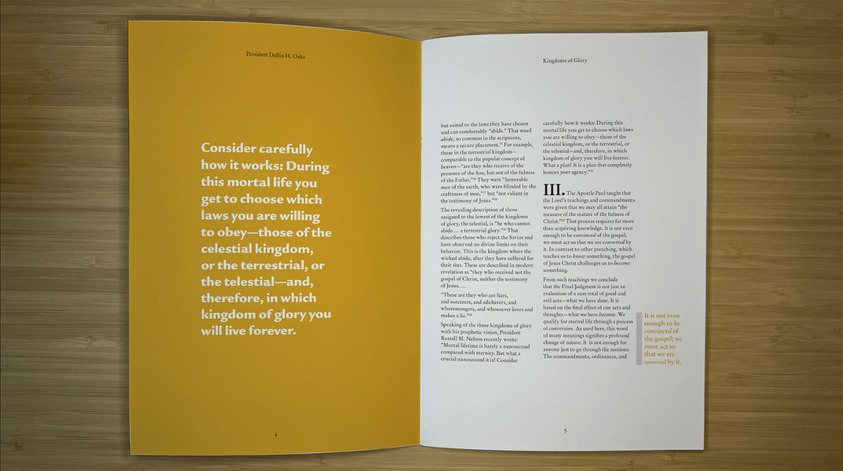 President Dallin H. Oaks
Consider carefully
how it works: During
this mortal life you
get to choose which
laws you are willing
to obey—those of the
celestial kingdom,
or the terrestrial, or
the telestial—and,
therefore, in which
kingdom of glory you
will live forever.
4
Kingdoms of Glory
but suited to the laws they have chosen
and can comfortably “abide.” That word
abide, so common in the scriptures,
means a secure placement. For example,
those in the terrestrial kingdom—
comparable to the popular concept of
heaven—“are they who receive of the
presence of the Son, but not of the fulness
of the Father.” They were “honorable
men of the earth, who were blinded by the
craftiness of men,” but “not valiant in
the testimony of Jesus.”
The revealing description of those
assigned to the lowest of the kingdoms
of glory, the telestial, is “he who cannot
abide ... a terrestrial glory.” That
describes those who reject the Savior and
have observed no divine limits on their
behavior. This is the kingdom where the
wicked abide, after they have suffered for
their sins. These are described in modern
revelation as “they who received not the
gospel of Christ, neither the testimony
of Jesus. ...
“These are they who are liars,
and sorcerers, and adulterers, and
whoremongers, and whosoever loves and
makes a lie.”
Speaking of the three kingdoms of glory
with his prophetic vision, President
Russell M. Nelson recently wrote:
“Mortal lifetime is barely a nanosecond
compared with eternity. But what a
crucial nanosecond it is! Consider
carefully how it works: During this
mortal life you get to choose which laws
you are willing to obey—those of the
celestial kingdom, or the terrestrial, or
the telestial—and, therefore, in which
kingdom of glory you will live forever.
What a plan! It is a plan that completely
honors your agency.”
III. The Apostle Paul taught that
the Lord’s teachings and commandments
were given that we may all attain “the
measure of the stature of the fulness of
Christ.” That process requires far more
than acquiring knowledge. It is not even
enough to be convinced of the gospel;
we must act so that we are converted by
it. In contrast to other preaching, which
teaches us to know something, the gospel
of Jesus Christ challenges us to become
something.
From such teachings we conclude
that the Final Judgment is not just an
evaluation of a sum total of good and
evil acts—what we have done. It is
based on the final effect of our acts and
thoughts—what we have become. We
qualify for eternal life through a process
of conversion. As used here, this word
of many meanings signifies a profound
change of nature. It is not enough for
anyone just to go through the motions.
The commandments, ordinances, and
It is not even
enough to be
convinced of
the gospel; we
must act so
that we are
converted by it.
5